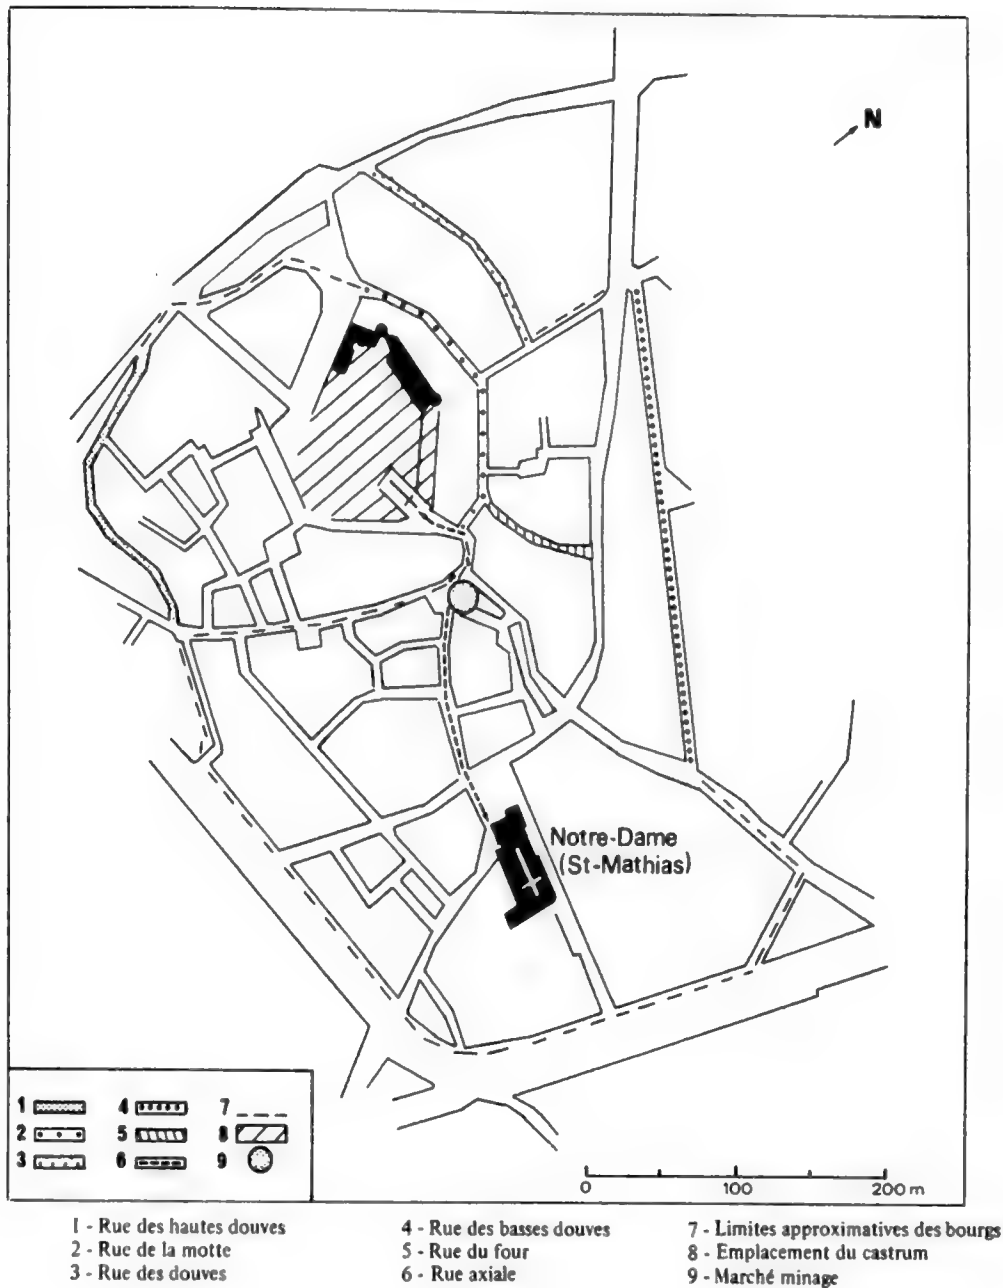 N
Notre-Dame
(St-Mathias)
1 4 7
2 5 8
3 6 9
0 100 200 m
1 - Rue des hautes douves
2 - Rue de la motte
3 - Rue des douves
4 - Rue des basses douves
5 - Rue du four
6 - Rue axiale
7 - Limites approximatives des bourgs
8 - Emplacement du castrum
9 - Marché minage